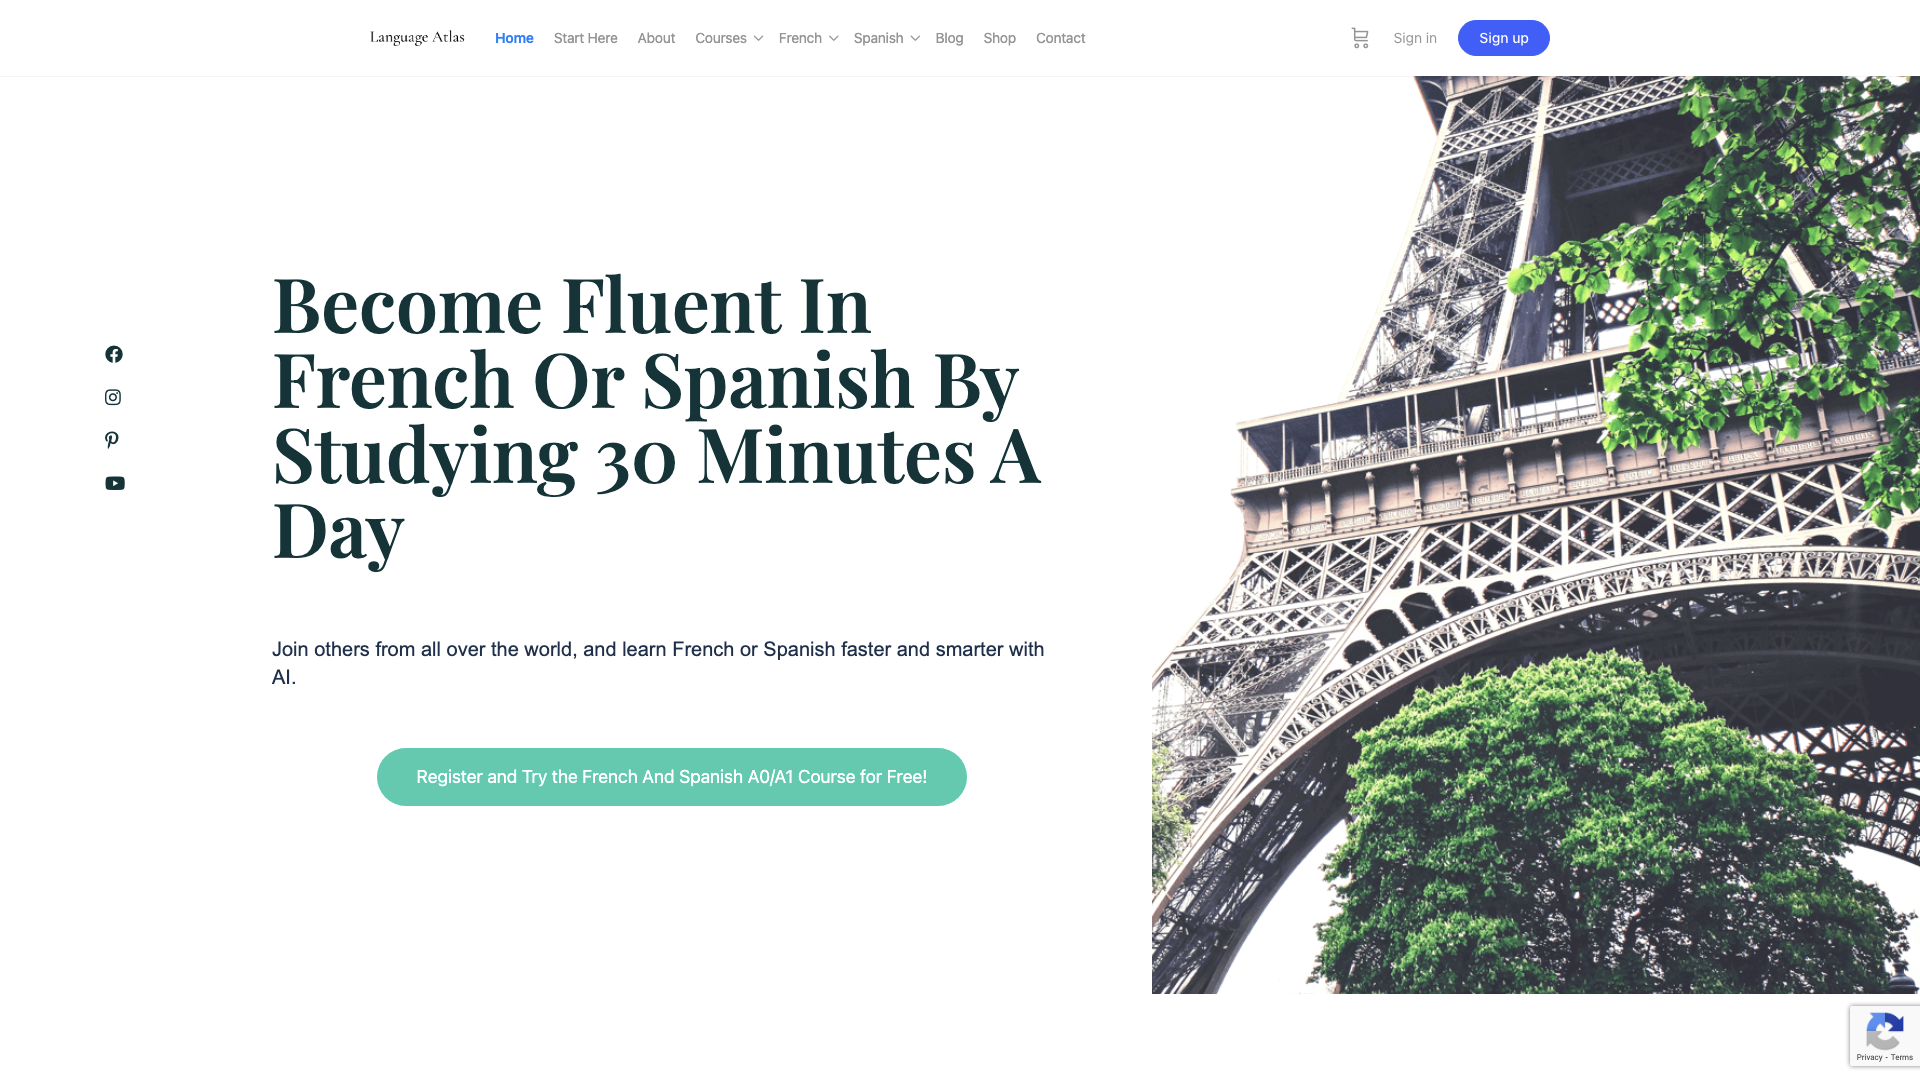 Language Atlas
Home
Start Here
About
Courses
French
Spanish
Blog
Shop
Contact
Sign in
Sign up
Become Fluent In
French Or Spanish By
Studying 30 Minutes A
Day
Join others from all over the world, and learn French or Spanish faster and smarter with
AI.
Register and Try the French And Spanish A0/A1 Course for Free!
Privacy - Terms